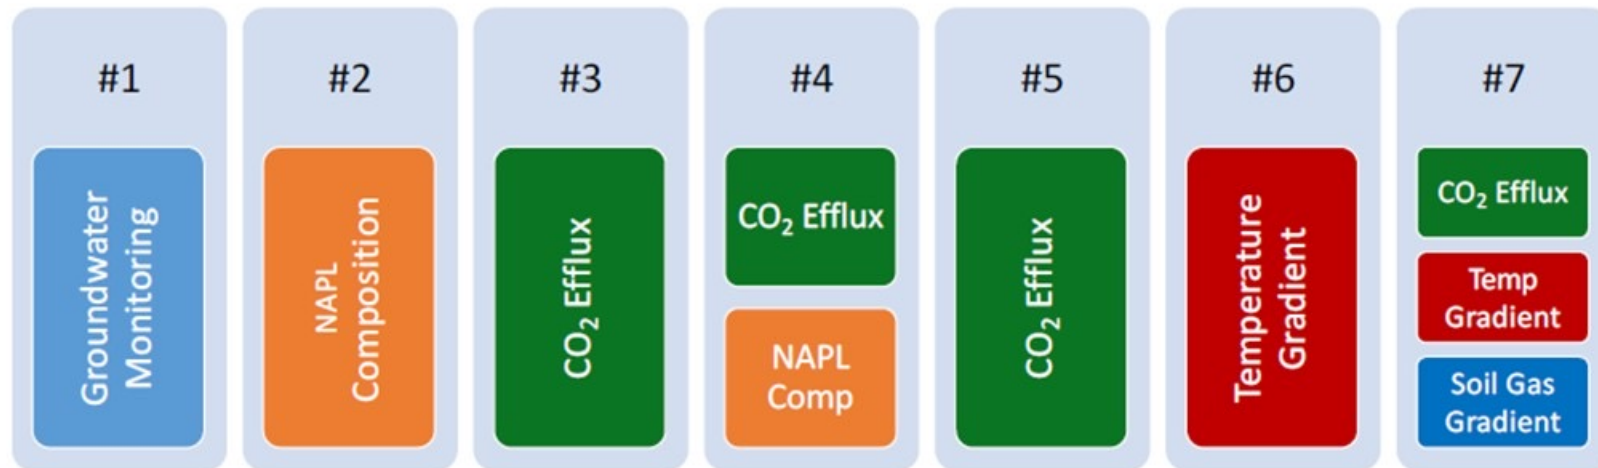 #1
Groundwater
Monitoring
#2
NAPL
Composition
#3
CO₂ Efflux
#4
CO₂ Efflux
NAPL
Comp
#5
CO₂ Efflux
#6
Temperature
Gradient
#7
CO₂ Efflux
Temp
Gradient
Soil Gas
Gradient